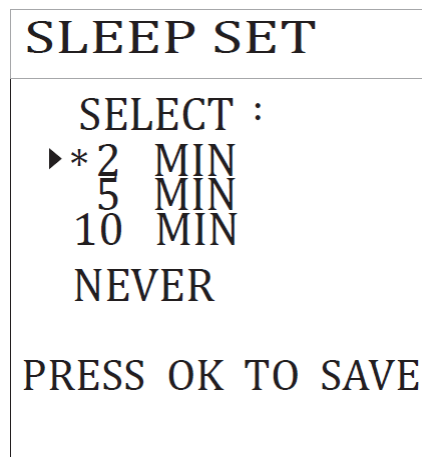 SLEEP SET
SELECT :
▶*2 MIN
5 MIN
10 MIN
NEVER
PRESS OK TO SAVE